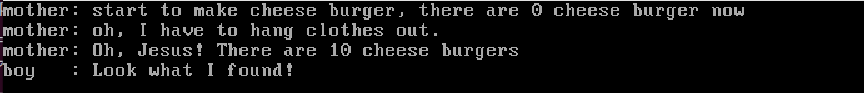 mother: start to make cheese burger, there are 0 cheese burger now
mother: oh, I have to hang clothes out.
mother: Oh, Jesus! There are 10 cheese burgers
boy   : Look what I found!